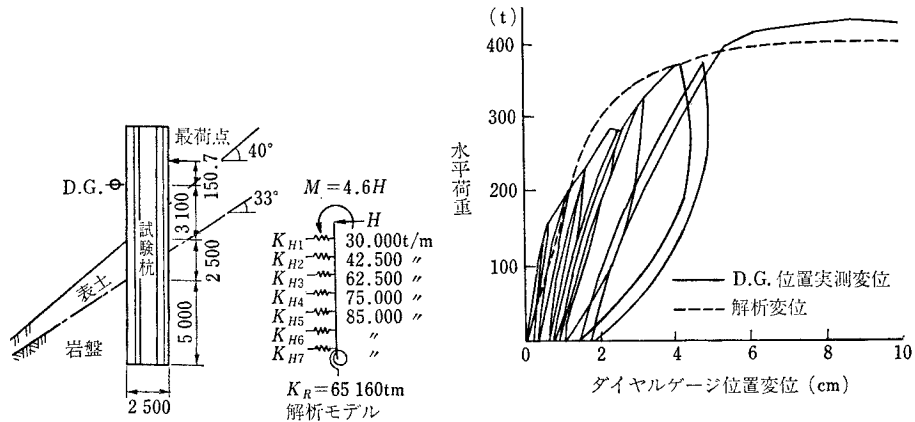 最荷点
40°
150.7
D.G.
33°
3 100
試験杭
2 500
表土
岩盤
5 000
2 500
M=4.6H
H
K_H1 30.000t/m
K_H2 42.500 〃
K_H3 62.500 〃
K_H4 75.000 〃
K_H5 85.000 〃
K_H6 〃
K_H7 〃
K_R=65 160tm
解析モデル
(t)
400
300
200
100
水平荷重
D.G.位置実測変位
解析変位
0 2 4 6 8 10
ダイヤルゲージ位置変位(cm)